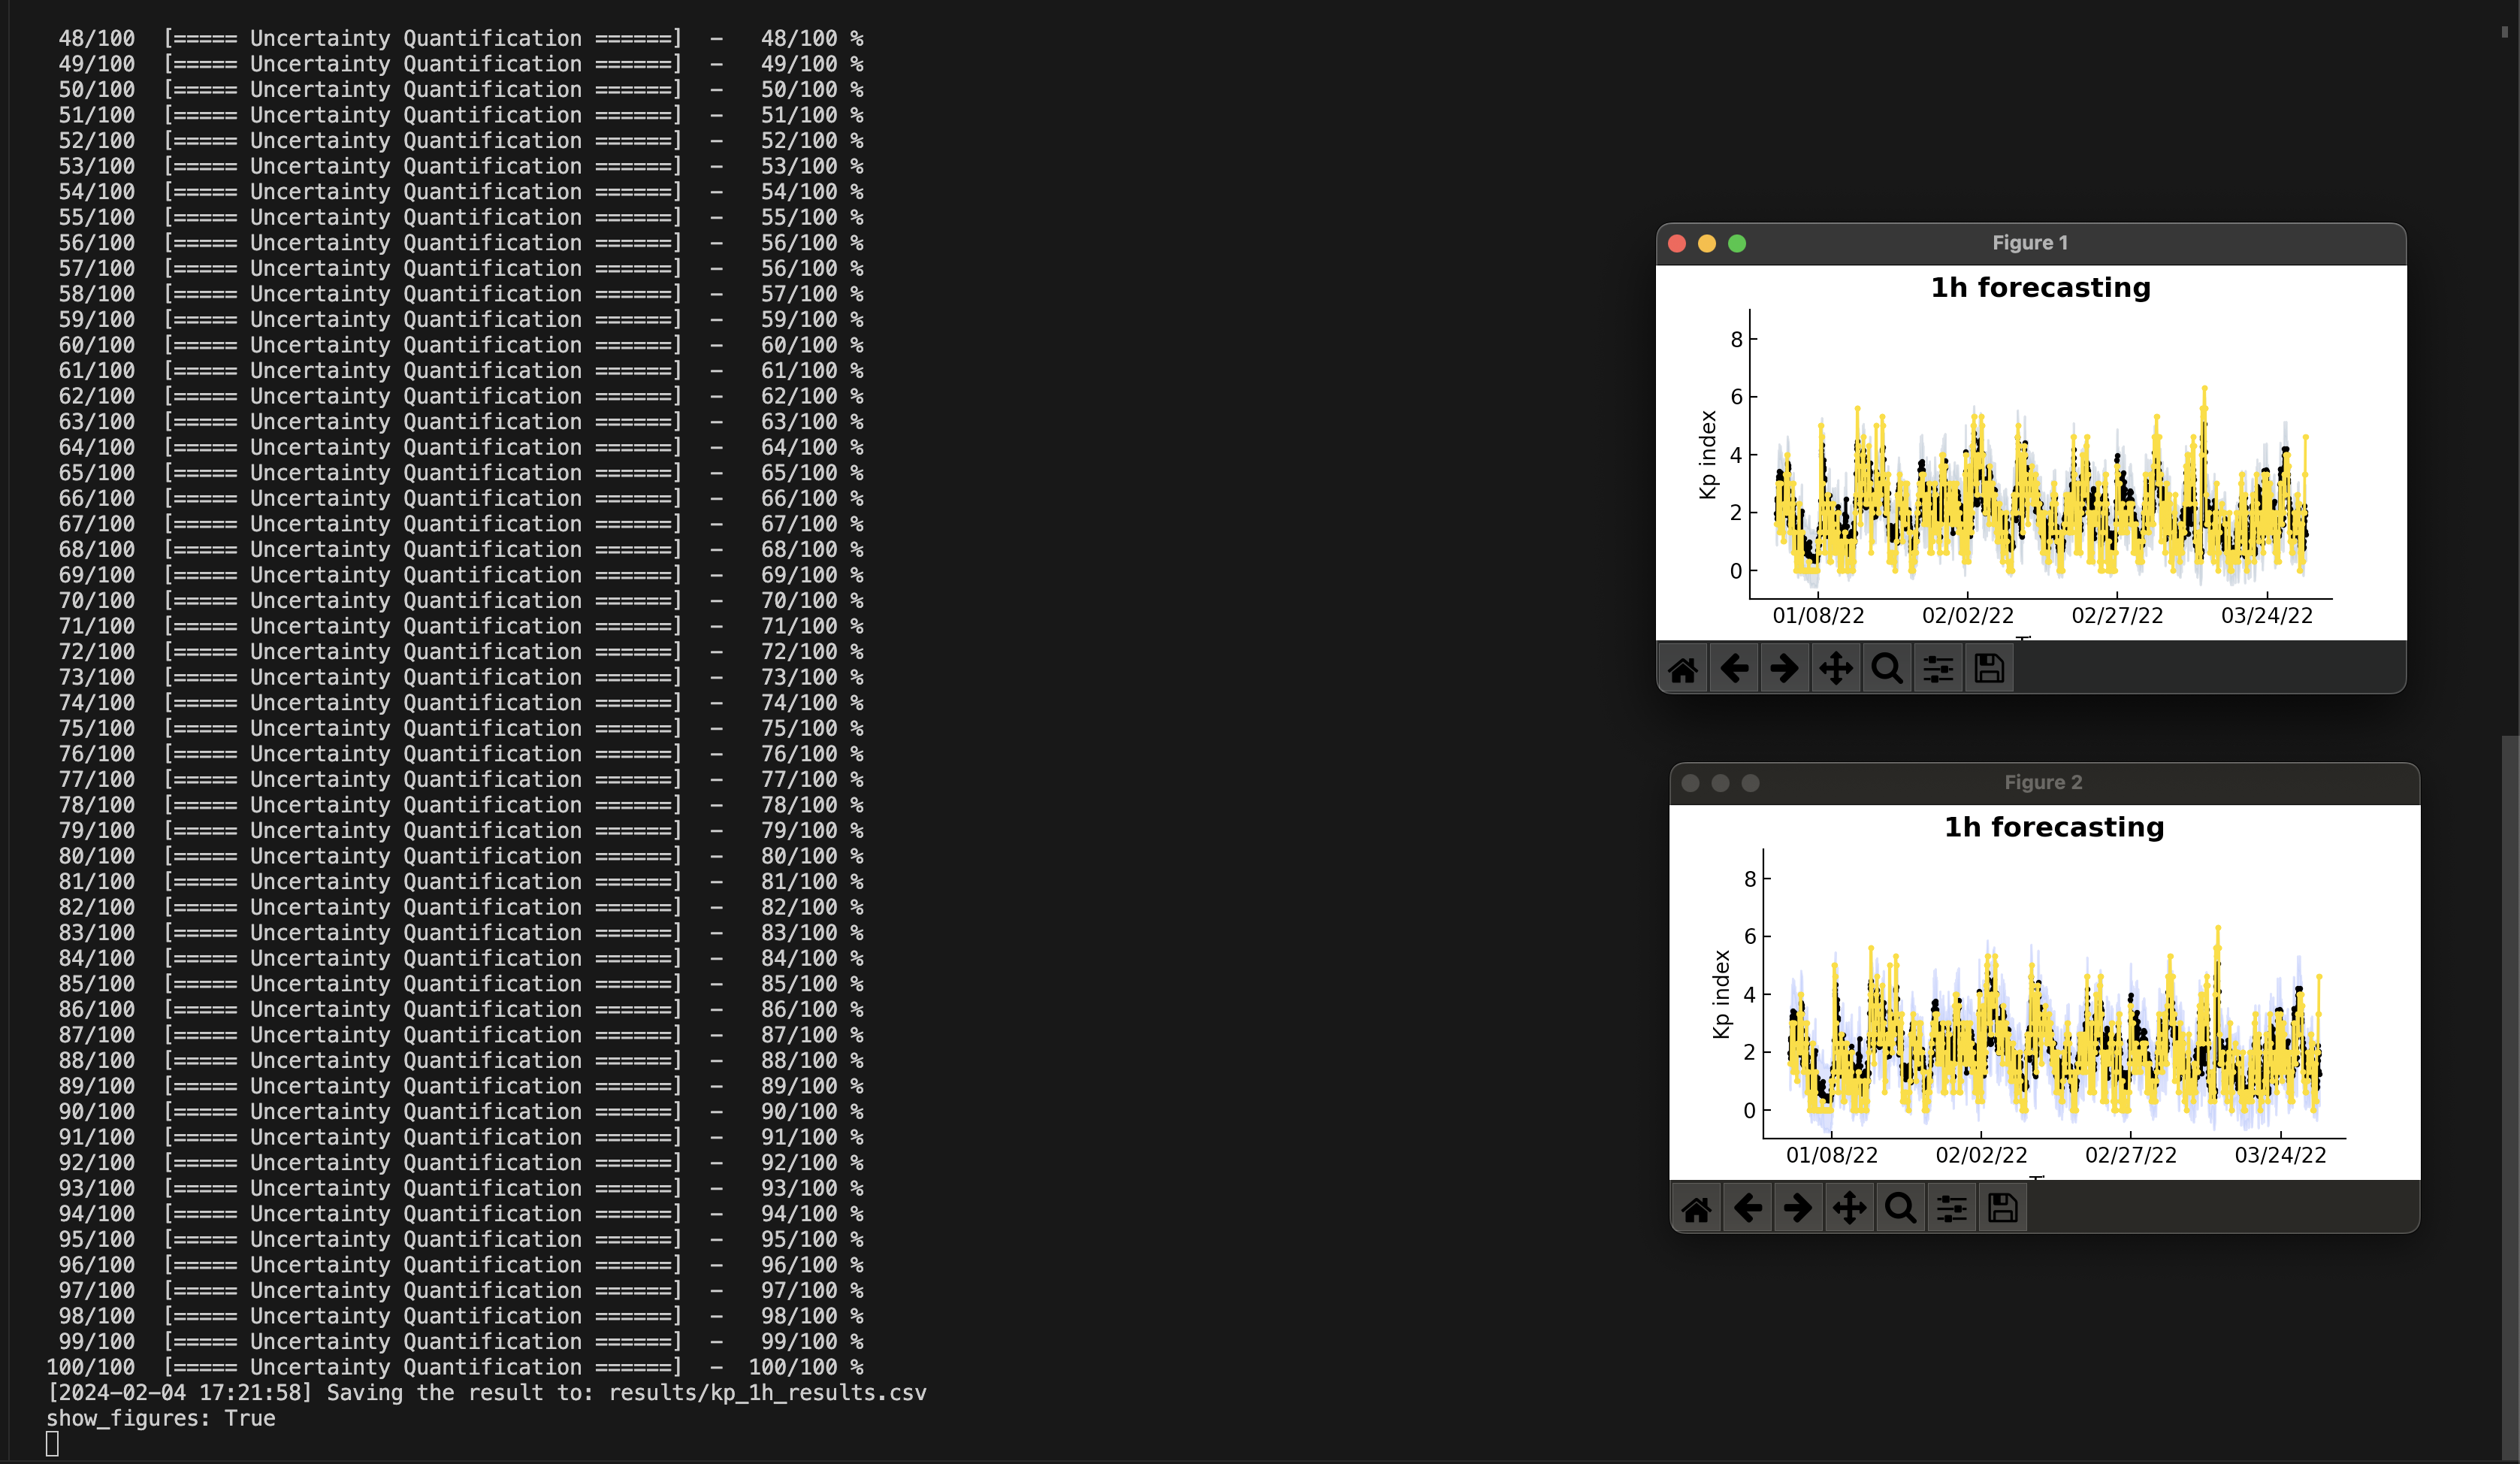 48/100 [===== Uncertainty Quantification ======] - 48/100 %
49/100 [===== Uncertainty Quantification ======] - 49/100 %
50/100 [===== Uncertainty Quantification ======] - 50/100 %
51/100 [===== Uncertainty Quantification ======] - 51/100 %
52/100 [===== Uncertainty Quantification ======] - 52/100 %
53/100 [===== Uncertainty Quantification ======] - 53/100 %
54/100 [===== Uncertainty Quantification ======] - 54/100 %
55/100 [===== Uncertainty Quantification ======] - 55/100 %
56/100 [===== Uncertainty Quantification ======] - 56/100 %
57/100 [===== Uncertainty Quantification ======] - 56/100 %
58/100 [===== Uncertainty Quantification ======] - 57/100 %
59/100 [===== Uncertainty Quantification ======] - 59/100 %
60/100 [===== Uncertainty Quantification ======] - 60/100 %
61/100 [===== Uncertainty Quantification ======] - 61/100 %
62/100 [===== Uncertainty Quantification ======] - 62/100 %
63/100 [===== Uncertainty Quantification ======] - 63/100 %
64/100 [===== Uncertainty Quantification ======] - 64/100 %
65/100 [===== Uncertainty Quantification ======] - 65/100 %
66/100 [===== Uncertainty Quantification ======] - 66/100 %
67/100 [===== Uncertainty Quantification ======] - 67/100 %
68/100 [===== Uncertainty Quantification ======] - 68/100 %
69/100 [===== Uncertainty Quantification ======] - 69/100 %
70/100 [===== Uncertainty Quantification ======] - 70/100 %
71/100 [===== Uncertainty Quantification ======] - 71/100 %
72/100 [===== Uncertainty Quantification ======] - 72/100 %
73/100 [===== Uncertainty Quantification ======] - 73/100 %
74/100 [===== Uncertainty Quantification ======] - 74/100 %
75/100 [===== Uncertainty Quantification ======] - 75/100 %
76/100 [===== Uncertainty Quantification ======] - 76/100 %
77/100 [===== Uncertainty Quantification ======] - 77/100 %
78/100 [===== Uncertainty Quantification ======] - 78/100 %
79/100 [===== Uncertainty Quantification ======] - 79/100 %
80/100 [===== Uncertainty Quantification ======] - 80/100 %
81/100 [===== Uncertainty Quantification ======] - 81/100 %
82/100 [===== Uncertainty Quantification ======] - 82/100 %
83/100 [===== Uncertainty Quantification ======] - 83/100 %
84/100 [===== Uncertainty Quantification ======] - 84/100 %
85/100 [===== Uncertainty Quantification ======] - 85/100 %
86/100 [===== Uncertainty Quantification ======] - 86/100 %
87/100 [===== Uncertainty Quantification ======] - 87/100 %
88/100 [===== Uncertainty Quantification ======] - 88/100 %
89/100 [===== Uncertainty Quantification ======] - 89/100 %
90/100 [===== Uncertainty Quantification ======] - 90/100 %
91/100 [===== Uncertainty Quantification ======] - 91/100 %
92/100 [===== Uncertainty Quantification ======] - 92/100 %
93/100 [===== Uncertainty Quantification ======] - 93/100 %
94/100 [===== Uncertainty Quantification ======] - 94/100 %
95/100 [===== Uncertainty Quantification ======] - 95/100 %
96/100 [===== Uncertainty Quantification ======] - 96/100 %
97/100 [===== Uncertainty Quantification ======] - 97/100 %
98/100 [===== Uncertainty Quantification ======] - 98/100 %
99/100 [===== Uncertainty Quantification ======] - 99/100 %
100/100 [===== Uncertainty Quantification ======] - 100/100 %
[2024-02-04 17:21:58] Saving the result to: results/kp_1h_results.csv
show_figures: True
Figure 1
1h forecasting
Kp index
8
6
4
2
0
01/08/22 02/02/22 02/27/22 03/24/22
Figure 2
1h forecasting
Kp index
8
6
4
2
0
01/08/22 02/02/22 02/27/22 03/24/22